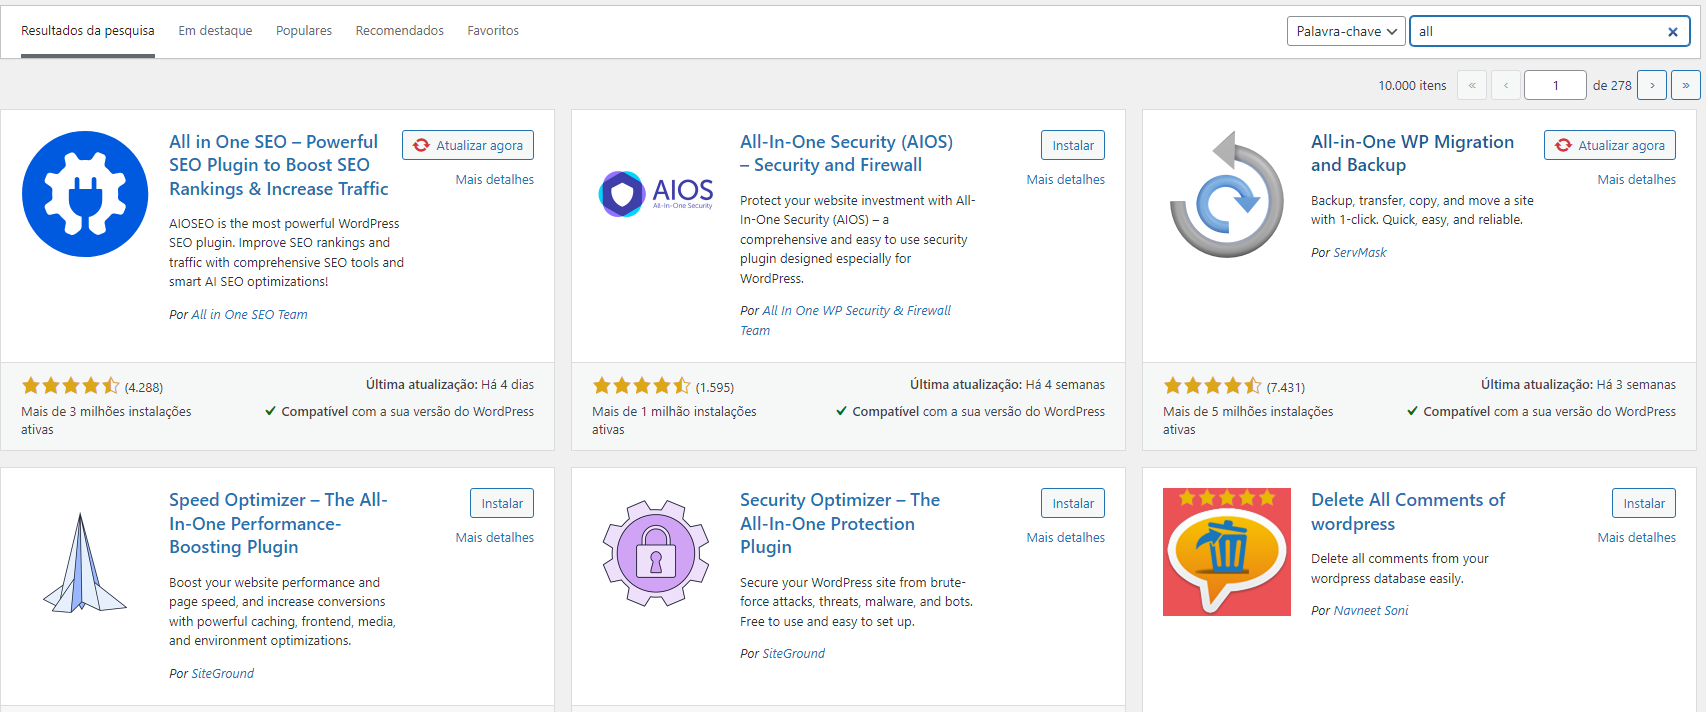 Resultados da pesquisa Em destaque Populares Recomendados Favoritos Palavra-chave all
10.000 itens « ‹ 1 de 278 › »
All in One SEO – Powerful
SEO Plugin to Boost SEO
Rankings & Increase Traffic
Atualizar agora
Mais detalhes
AIOSEO is the most powerful WordPress
SEO plugin. Improve SEO rankings and
traffic with comprehensive SEO tools and
smart AI SEO optimizations!
Por All in One SEO Team
(4.288)
Mais de 3 milhões instalações
ativas
Última atualização: Há 4 dias
Compatível com a sua versão do WordPress
AIOS
All-In-One Security
All-In-One Security (AIOS)
– Security and Firewall
Instalar
Mais detalhes
Protect your website investment with All-
In-One Security (AIOS) – a
comprehensive and easy to use security
plugin designed especially for
WordPress.
Por All In One WP Security & Firewall
Team
(1.595)
Mais de 1 milhão instalações
ativas
Última atualização: Há 4 semanas
Compatível com a sua versão do WordPress
All-in-One WP Migration
and Backup
Atualizar agora
Mais detalhes
Backup, transfer, copy, and move a site
with 1-click. Quick, easy, and reliable.
Por ServMask
(7.431)
Mais de 5 milhões instalações
ativas
Última atualização: Há 3 semanas
Compatível com a sua versão do WordPress
Speed Optimizer – The All-
In-One Performance-
Boosting Plugin
Instalar
Mais detalhes
Boost your website performance and
page speed, and increase conversions
with powerful caching, frontend, media,
and environment optimizations.
Por SiteGround
Security Optimizer – The
All-In-One Protection
Plugin
Instalar
Mais detalhes
Secure your WordPress site from brute-
force attacks, threats, malware, and bots.
Free to use and easy to set up.
Por SiteGround
Delete All Comments of
wordpress
Instalar
Mais detalhes
Delete all comments from your
wordpress database easily.
Por Navneet Soni